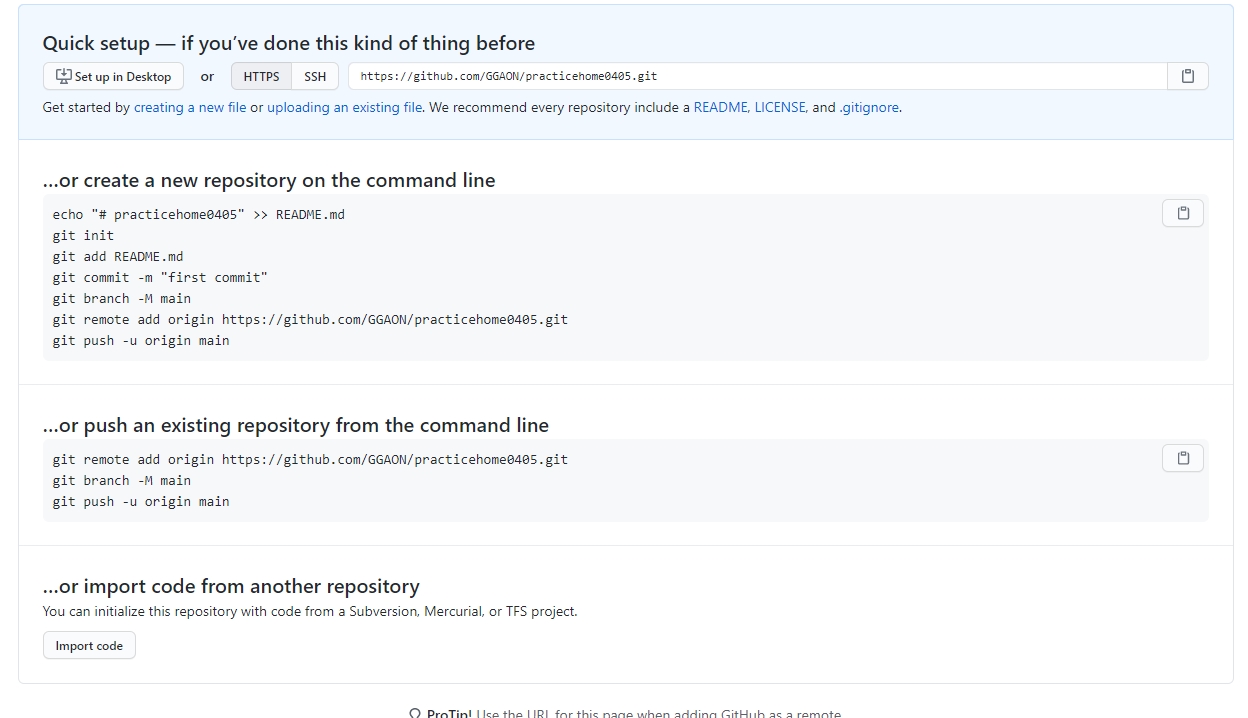 Quick setup — if you've done this kind of thing before
Set up in Desktop or HTTPS SSH https://github.com/GGAON/practicehome0405.git
Get started by creating a new file or uploading an existing file. We recommend every repository include a README, LICENSE, and .gitignore.
...or create a new repository on the command line
echo "# practicehome0405" >> README.md
git init
git add README.md
git commit -m "first commit"
git branch -M main
git remote add origin https://github.com/GGAON/practicehome0405.git
git push -u origin main
...or push an existing repository from the command line
git remote add origin https://github.com/GGAON/practicehome0405.git
git branch -M main
git push -u origin main
...or import code from another repository
You can initialize this repository with code from a Subversion, Mercurial, or TFS project.
Import code
ProTip! Use the URL for this page when adding GitHub as a remote.